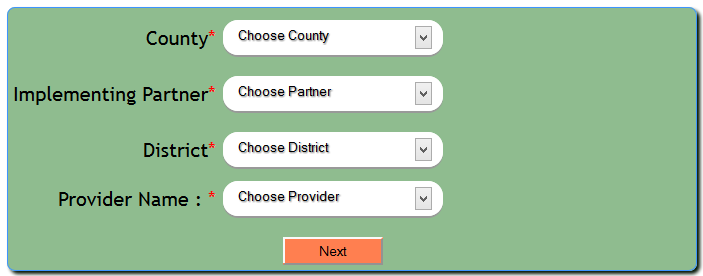 County* Choose County
Implementing Partner* Choose Partner
District* Choose District
Provider Name : * Choose Provider
Next